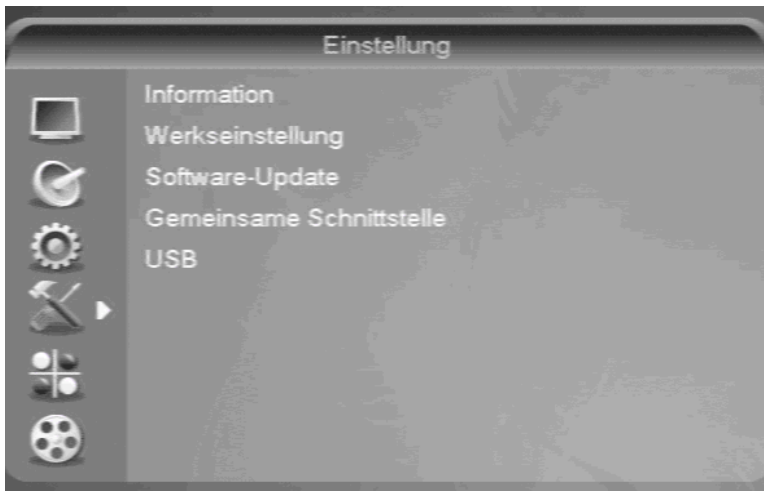 Einstellung
Information
Werkseinstellung
Software-Update
Gemeinsame Schnittstelle
USB